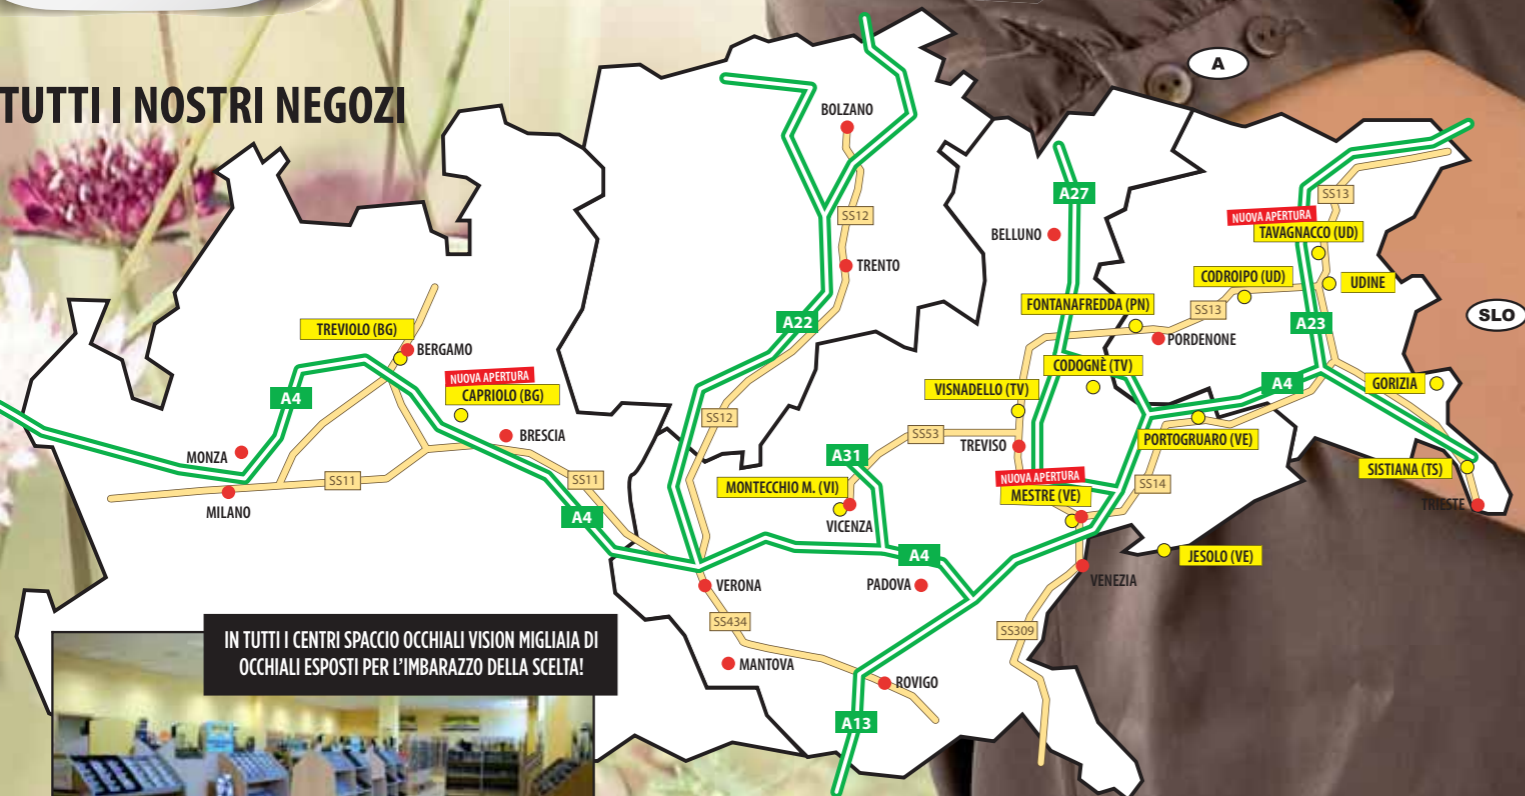 TUTTI I NOSTRI NEGOZI
A
BOLZANO
A27
SS13
NUOVA APERTURA
TAVAGNACCO (UD)
SS12
BELLUNO
TRENTO
CODROIPO (UD)
UDINE
FONTANAFREDDA (PN)
SS13
SLO
TREVIOLO (BG)
A22
A23
BERGAMO
PORDENONE
NUOVA APERTURA
CAPRIOLO (BG)
CODOGNÈ (TV)
A4
A4
GORIZIA
VISNADELLO (TV)
SS12
BRESCIA
SS53
TREVISO
PORTOGRUARO (VE)
MONZA
A31
SISTIANA (TS)
SS11
SS11
MONTECCHIO M. (VI)
NUOVA APERTURA
MESTRE (VE)
SS14
MILANO
A4
VICENZA
TRIESTE
A4
JESOLO (VE)
VERONA
PADOVA
VENEZIA
SS434
SS309
IN TUTTI I CENTRI SPACCIO OCCHIALI VISION MIGLIAIA DI
OCCHIALI ESPOSTI PER L'IMBARAZZO DELLA SCELTA!
MANTOVA
ROVIGO
A13